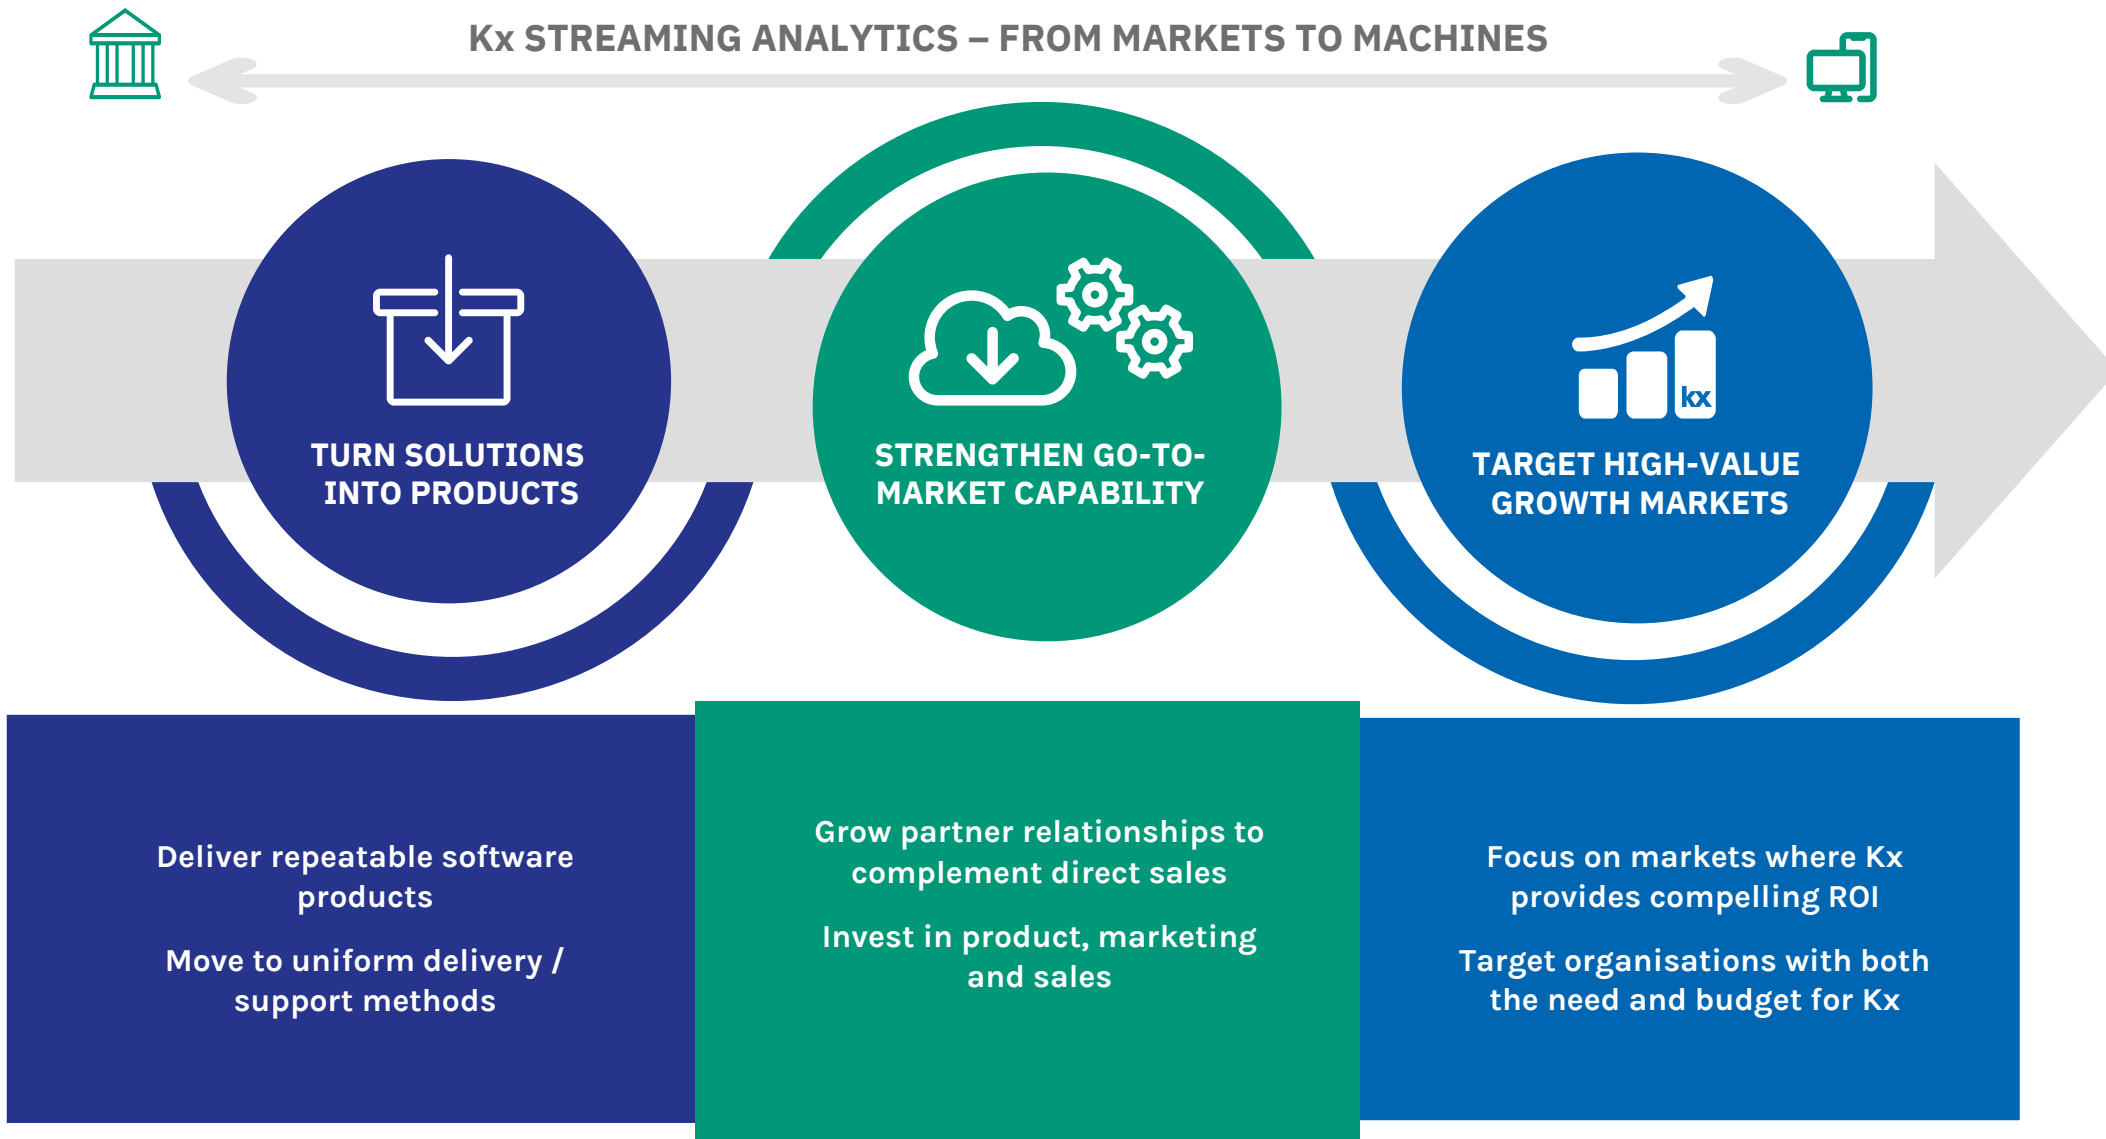 Kx STREAMING ANALYTICS – FROM MARKETS TO MACHINES
TURN SOLUTIONS
INTO PRODUCTS
STRENGTHEN GO-TO-
MARKET CAPABILITY
kx
TARGET HIGH-VALUE
GROWTH MARKETS
Deliver repeatable software
products
Move to uniform delivery /
support methods
Grow partner relationships to
complement direct sales
Invest in product, marketing
and sales
Focus on markets where Kx
provides compelling ROI
Target organisations with both
the need and budget for Kx